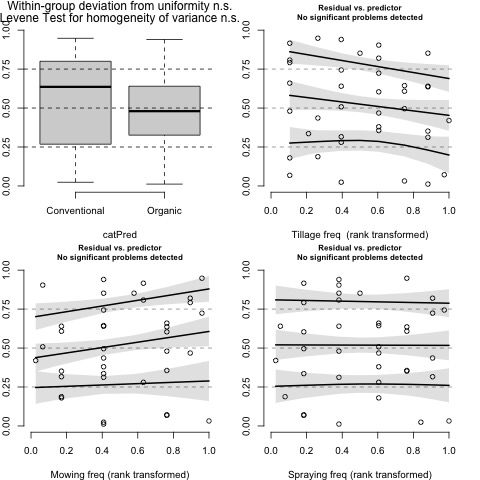 Within-group deviation from uniformity n.s.
Levene Test for homogeneity of variance n.s.
0.00 0.25 0.50 0.75 1.00
Conventional Organic
catPred
Residual vs. predictor
No significant problems detected
0.00 0.25 0.50 0.75 1.00
0.0 0.2 0.4 0.6 0.8 1.0
Tillage freq (rank transformed)
Residual vs. predictor
No significant problems detected
0.00 0.25 0.50 0.75 1.00
0.0 0.2 0.4 0.6 0.8 1.0
Mowing freq (rank transformed)
Residual vs. predictor
No significant problems detected
0.00 0.25 0.50 0.75 1.00
0.0 0.2 0.4 0.6 0.8 1.0
Spraying freq (rank transformed)